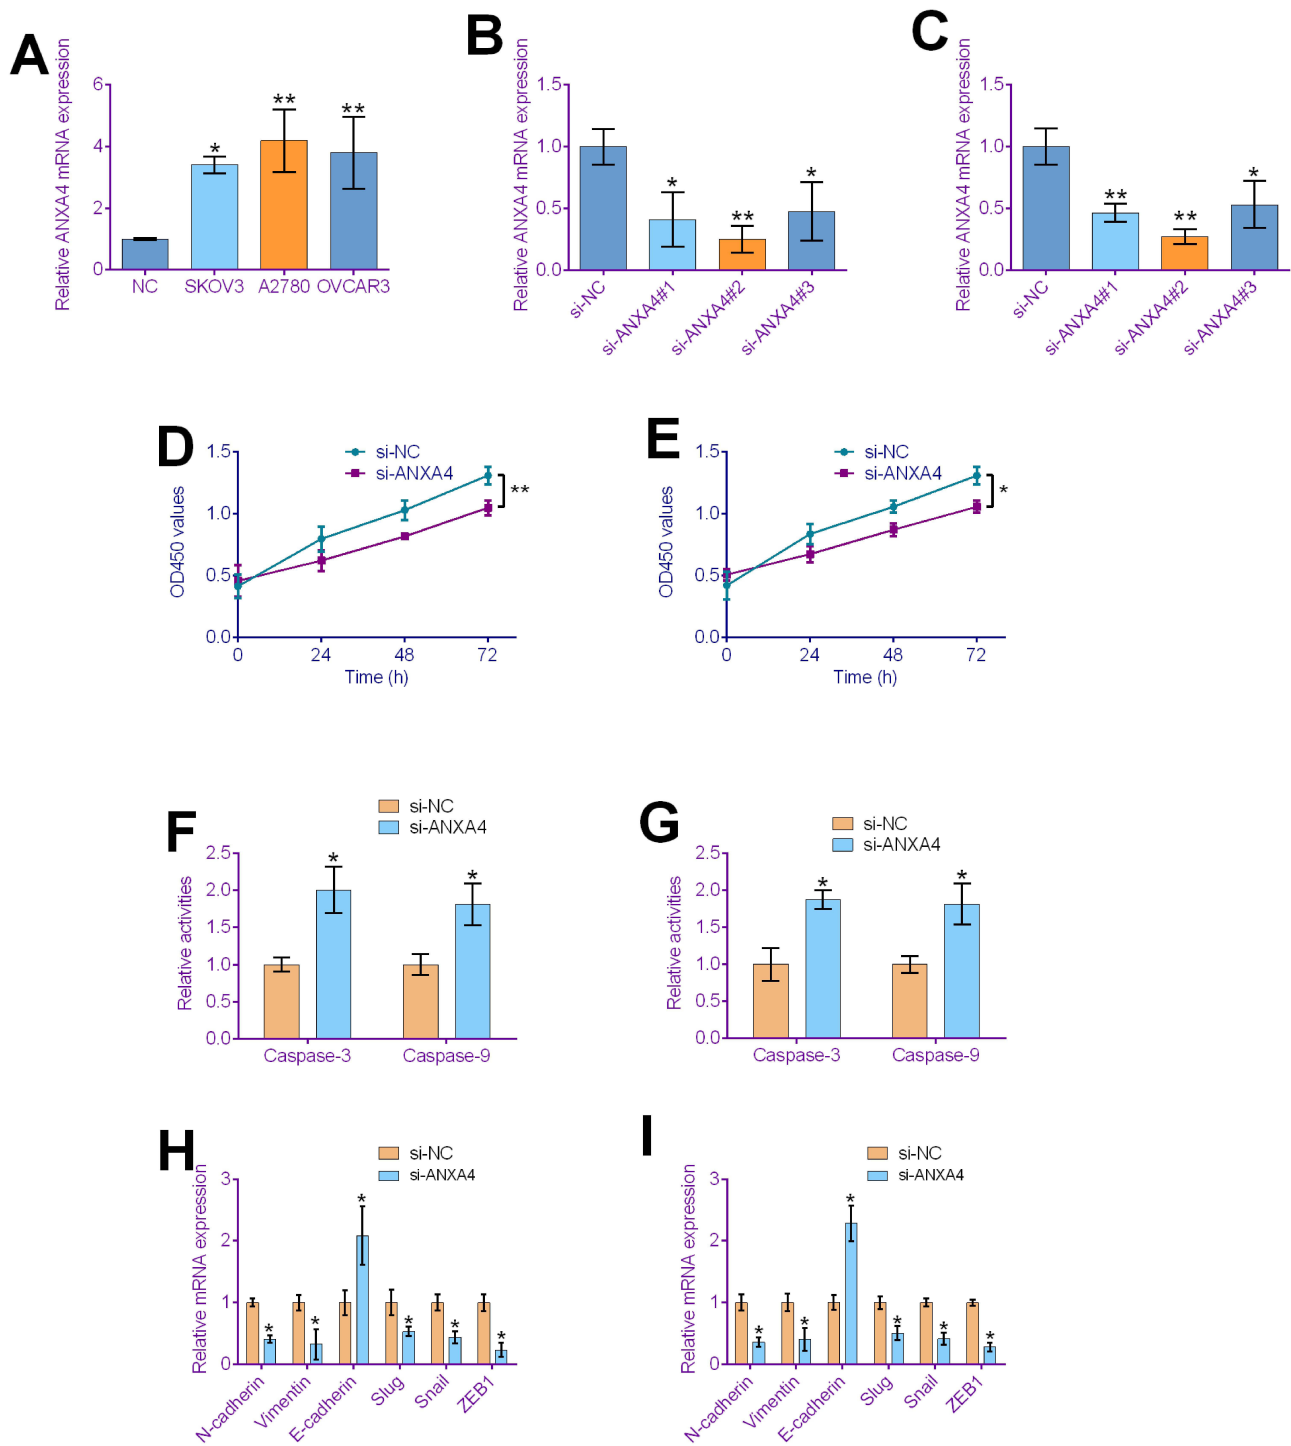 A
Relative ANXA4 mRNA expression
6
4
2
0
*
**
**
NC SKOV3 A2780 OVCAR3
B
Relative ANXA4 mRNA expression
1.5
1.0
0.5
0.0
*
**
*
si-NC
si-ANXA4#1
si-ANXA4#2
si-ANXA4#3
C
Relative ANXA4 mRNA expression
1.5
1.0
0.5
0.0
**
**
*
si-NC
si-ANXA4#1
si-ANXA4#2
si-ANXA4#3
D
OD450 values
1.5
1.0
0.5
0.0
si-NC
si-ANXA4
**
0 24 48 72
Time (h)
E
OD450 values
1.5
1.0
0.5
0.0
si-NC
si-ANXA4
*
0 24 48 72
Time (h)
F
si-NC
si-ANXA4
Relative activities
2.5
2.0
1.5
1.0
0.5
0.0
*
*
Caspase-3 Caspase-9
G
si-NC
si-ANXA4
Relative activities
2.5
2.0
1.5
1.0
0.5
0.0
*
*
Caspase-3 Caspase-9
H
si-NC
si-ANXA4
Relative mRNA expression
3
2
1
0
*
*
*
*
*
*
N-cadherin
Vimentin
E-cadherin
Slug
Snail
ZEB1
I
si-NC
si-ANXA4
Relative mRNA expression
3
2
1
0
*
*
*
*
*
*
N-cadherin
Vimentin
E-cadherin
Slug
Snail
ZEB1